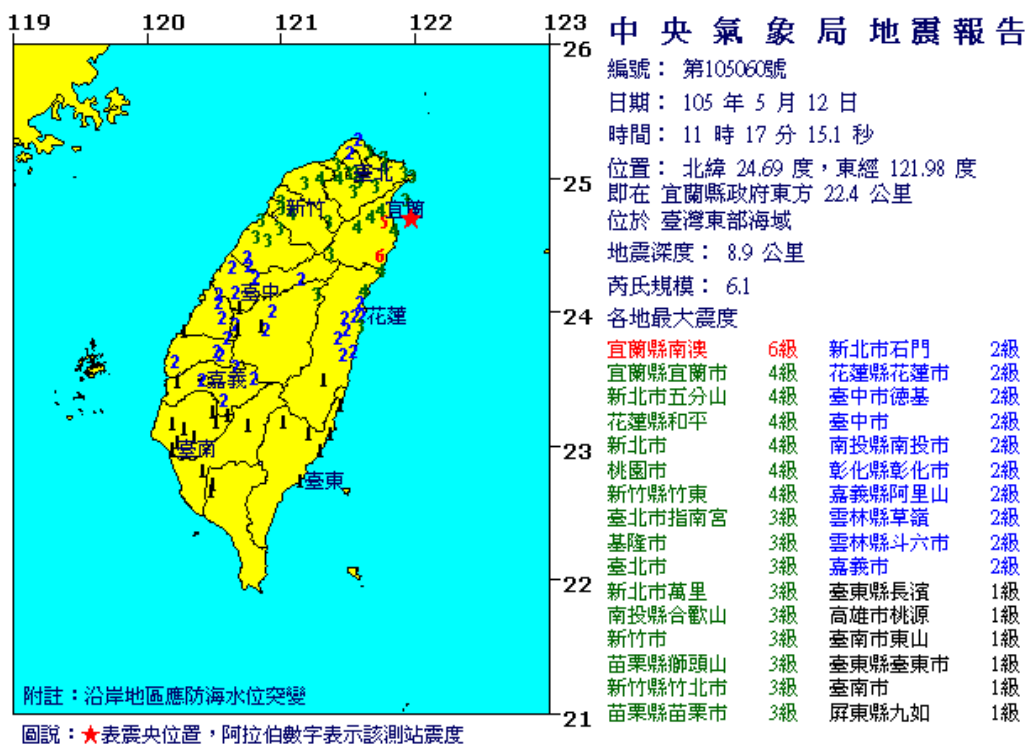 119 120 121 122 123
26
25
24
23
22
21
臺北
新竹
宜蘭
臺中
花蓮
嘉義
臺南
臺東
附註：沿岸地區應防海水位突變
圖說：★表震央位置，阿拉伯數字表示該測站震度
中央氣象局地震報告
編號： 第105060號
日期： 105 年 5 月 12 日
時間： 11 時 17 分 15.1 秒
位置： 北緯 24.69 度，東經 121.98 度
即在 宜蘭縣政府東方 22.4 公里
位於 臺灣東部海域
地震深度： 8.9 公里
芮氏規模： 6.1
各地最大震度
宜蘭縣南澳 6級 新北市石門 2級
宜蘭縣宜蘭市 4級 花蓮縣花蓮市 2級
新北市五分山 4級 臺中市德基 2級
花蓮縣和平 4級 臺中市 2級
新北市 4級 南投縣南投市 2級
桃園市 4級 彰化縣彰化市 2級
新竹縣竹東 4級 嘉義縣阿里山 2級
臺北市指南宮 3級 雲林縣草嶺 2級
基隆市 3級 雲林縣斗六市 2級
臺北市 3級 嘉義市 2級
新北市萬里 3級 臺東縣長濱 1級
南投縣合歡山 3級 高雄市桃源 1級
新竹市 3級 臺南市東山 1級
苗栗縣獅頭山 3級 臺東縣臺東市 1級
新竹縣竹北市 3級 臺南市 1級
苗栗縣苗栗市 3級 屏東縣九如 1級